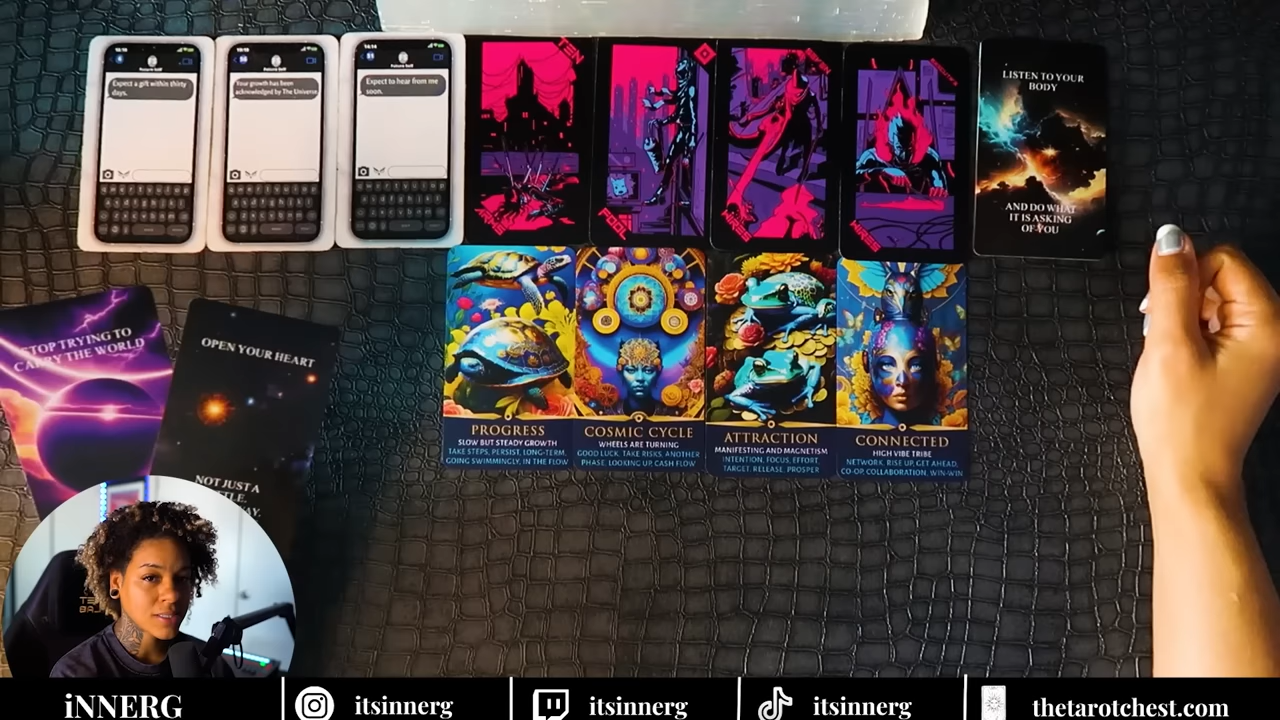 Expect a gift within thirty
days.
Your growth has been
acknowledged by The Universe
Expect to hear from me
soon.
TEN
FOOL
LISTEN TO YOUR
BODY
AND DO WHAT
IT IS ASKING
OF YOU
STOP TRYING TO
CARRY THE WORLD
OPEN YOUR HEART
NOT JUST A
PROGRESS
SLOW BUT STEADY GROWTH
TAKE STEPS, PERSIST, LONG-TERM,
GOING SWIMMINGLY, IN THE FLOW
COSMIC CYCLE
WHEELS ARE TURNING
GOOD LUCK, TAKE RISKS, ANOTHER
PHASE, LOOKING UP, CASH FLOW
ATTRACTION
MANIFESTING AND MAGNETISM
INTENTION, FOCUS, EFFORT,
TARGET, RELEASE, PROSPER
CONNECTED
HIGH VIBE TRIBE
NETWORK, RISE UP, GET AHEAD,
CO-OP, COLLABORATION, WIN-WIN
iNNERG
itsinnerg
itsinnerg
itsinnerg
thetarotchest.com